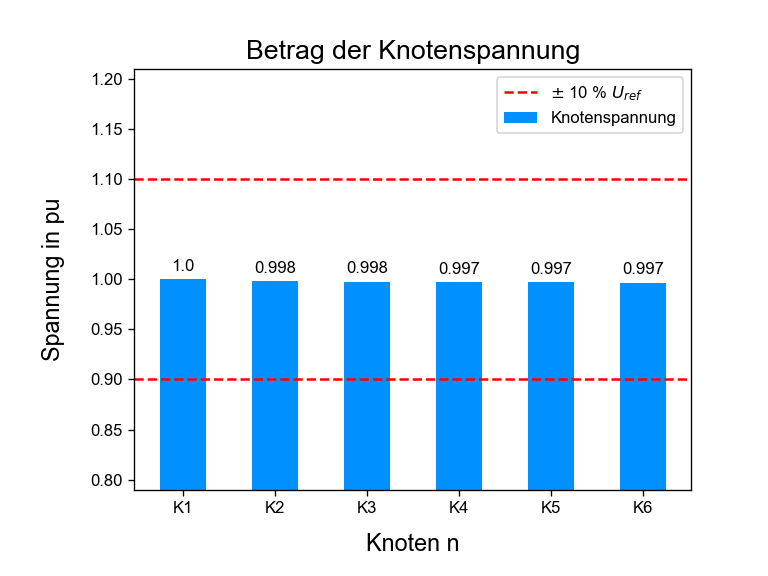 Betrag der Knotenspannung
± 10 % U_ref
Knotenspannung
1.20
1.15
1.10
1.05
1.00
0.95
0.90
0.85
0.80
Spannung in pu
1.0 0.998 0.998 0.997 0.997 0.997
K1 K2 K3 K4 K5 K6
Knoten n